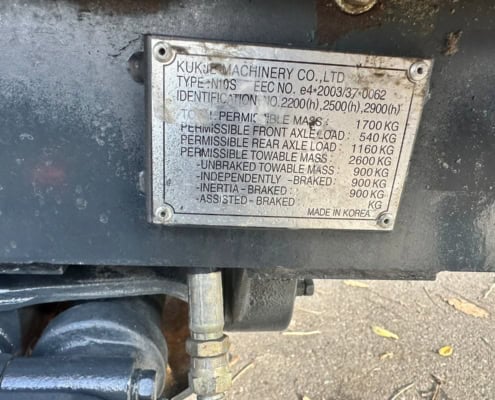 KUKJE MACHINERY CO.,LTD
TYPE: N10S EEC NO. e4*2003/37*0062
IDENTIFICATION NO. 2200(h), 2500(h), 2900(h)
TOTAL PERMISSIBLE MASS : 1700 KG
PERMISSIBLE FRONT AXLE LOAD : 540 KG
PERMISSIBLE REAR AXLE LOAD : 1160 KG
PERMISSIBLE TOWABLE MASS : 2600 KG
-UNBRAKED TOWABLE MASS : 900 KG
-INDEPENDENTLY -BRAKED : 900 KG
-INERTIA-BRAKED : 900 KG
-ASSISTED-BRAKED : KG
MADE IN KOREA